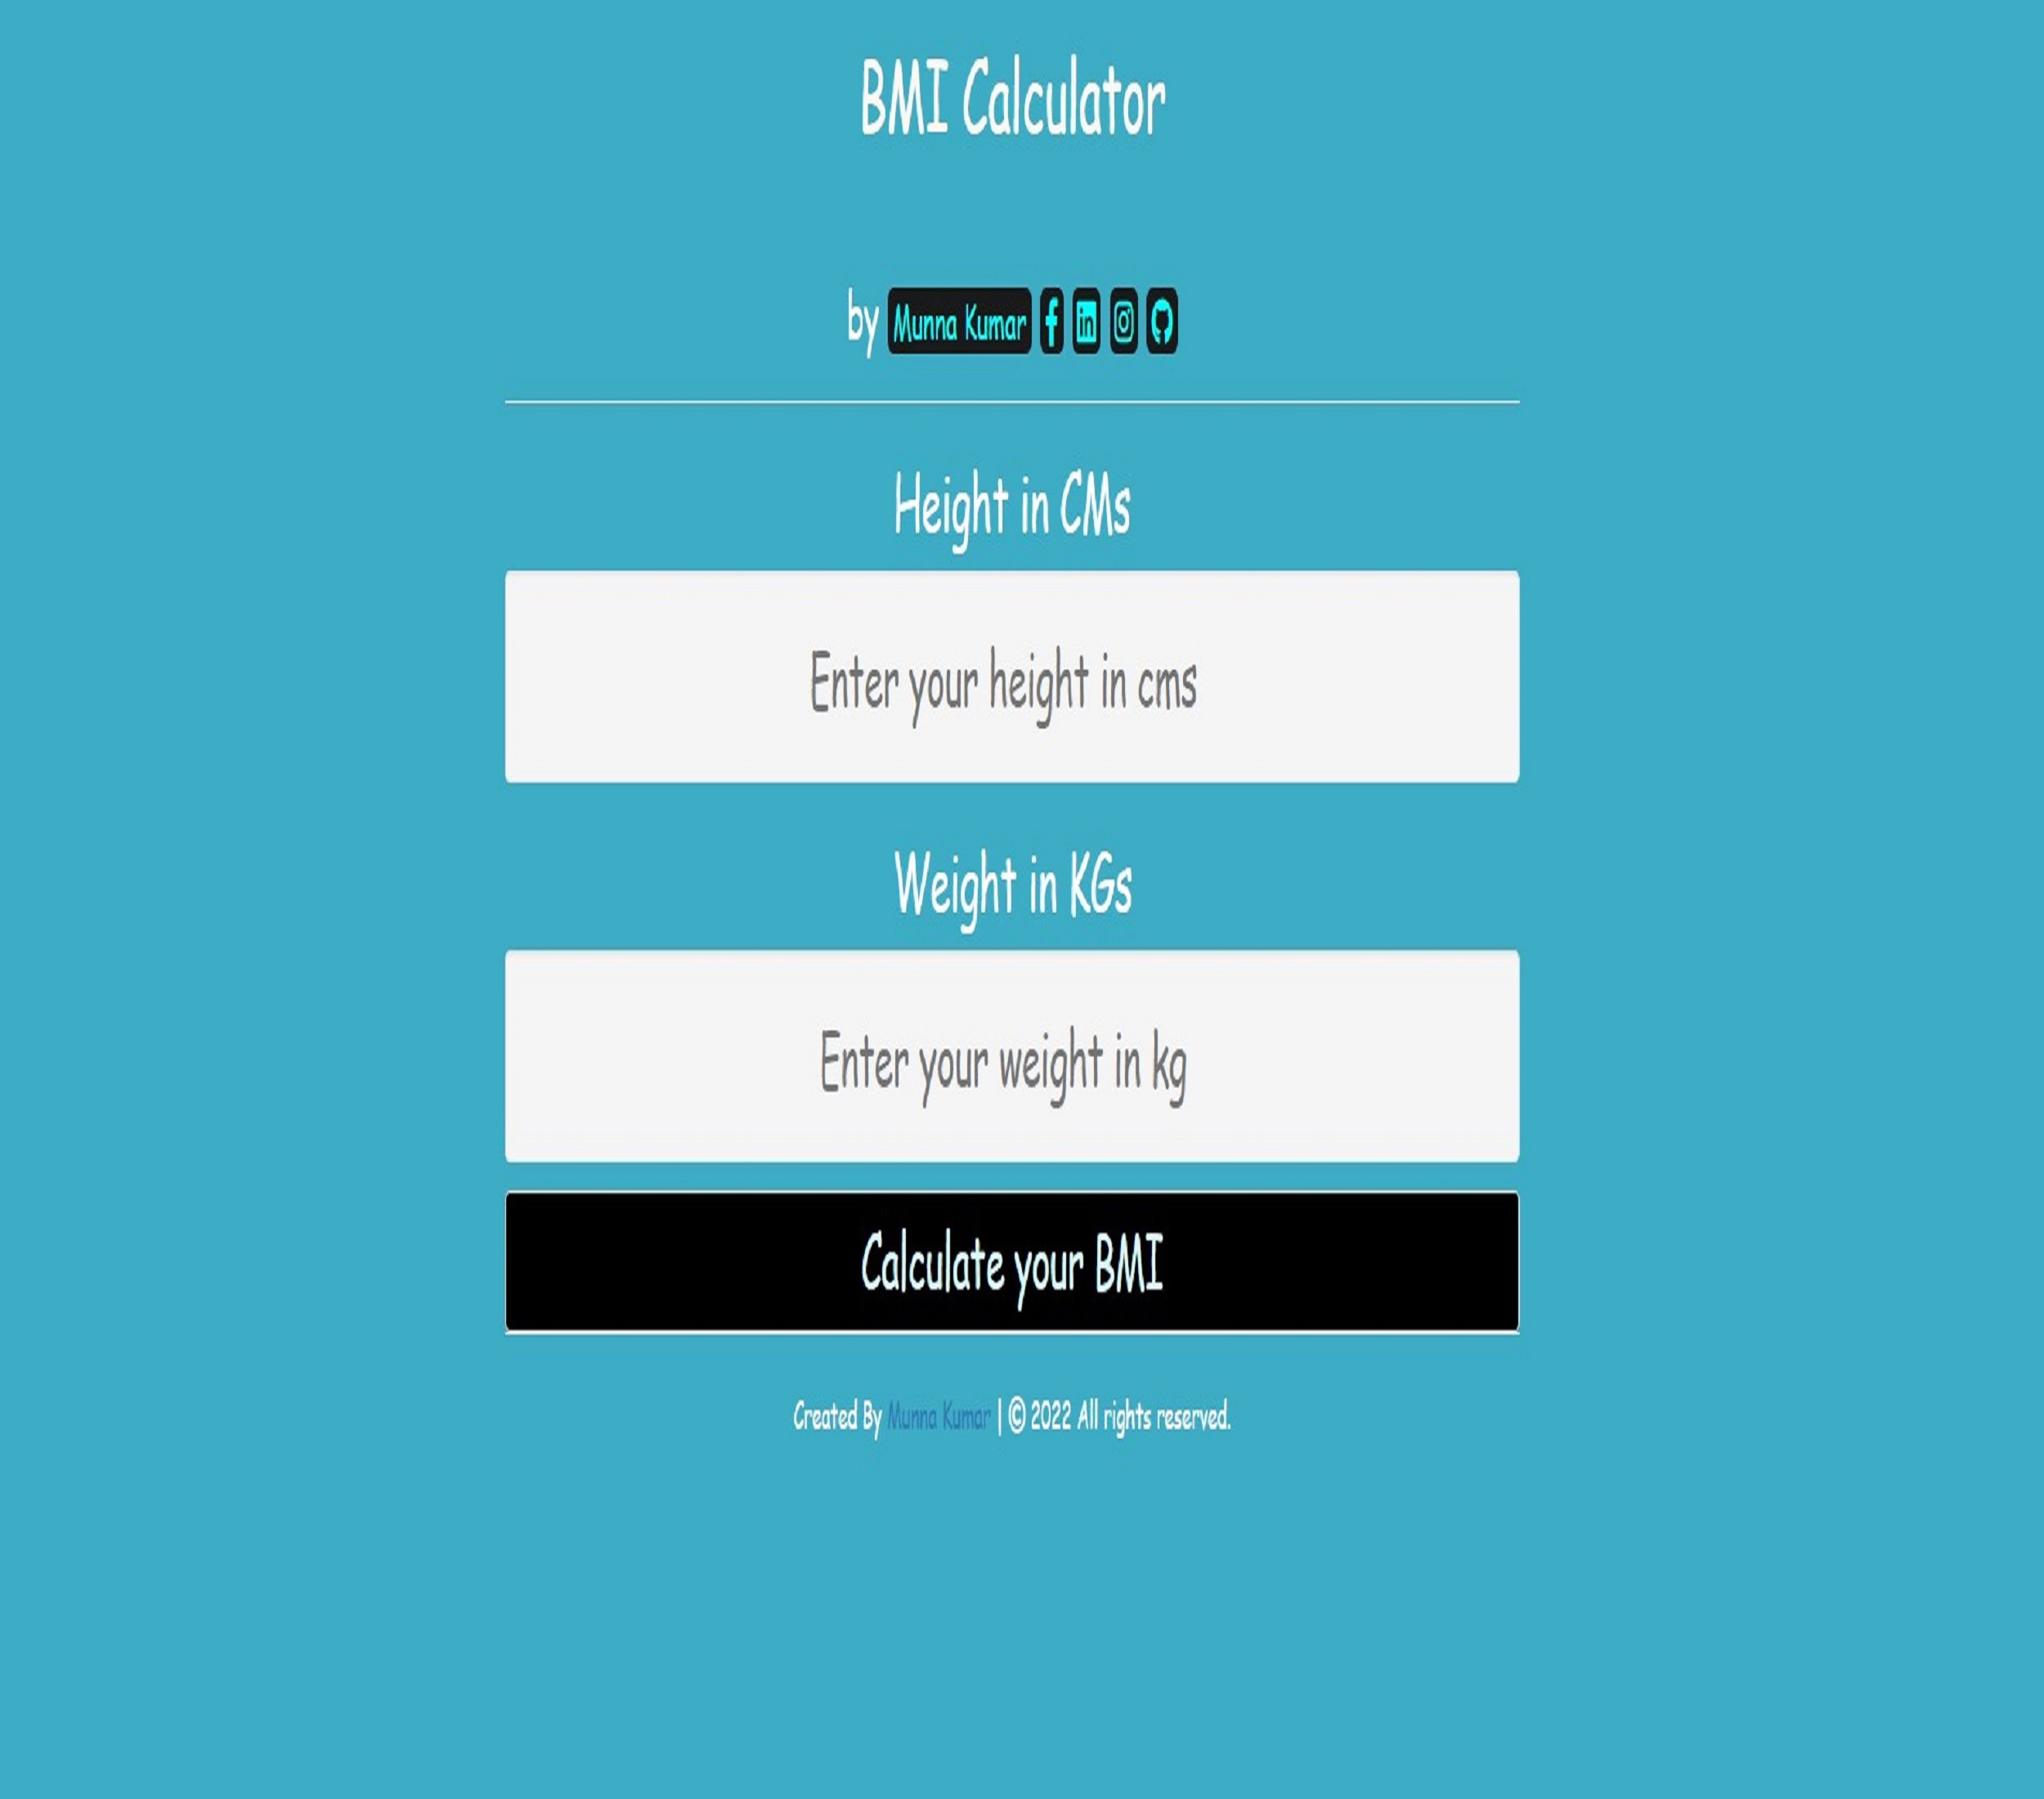 BMI Calculator
by Munna Kumar
Height in CMs
Enter your height in cms
Weight in KGs
Enter your weight in kg
Calculate your BMI
Created By Munna Kumar | © 2022 All rights reserved.